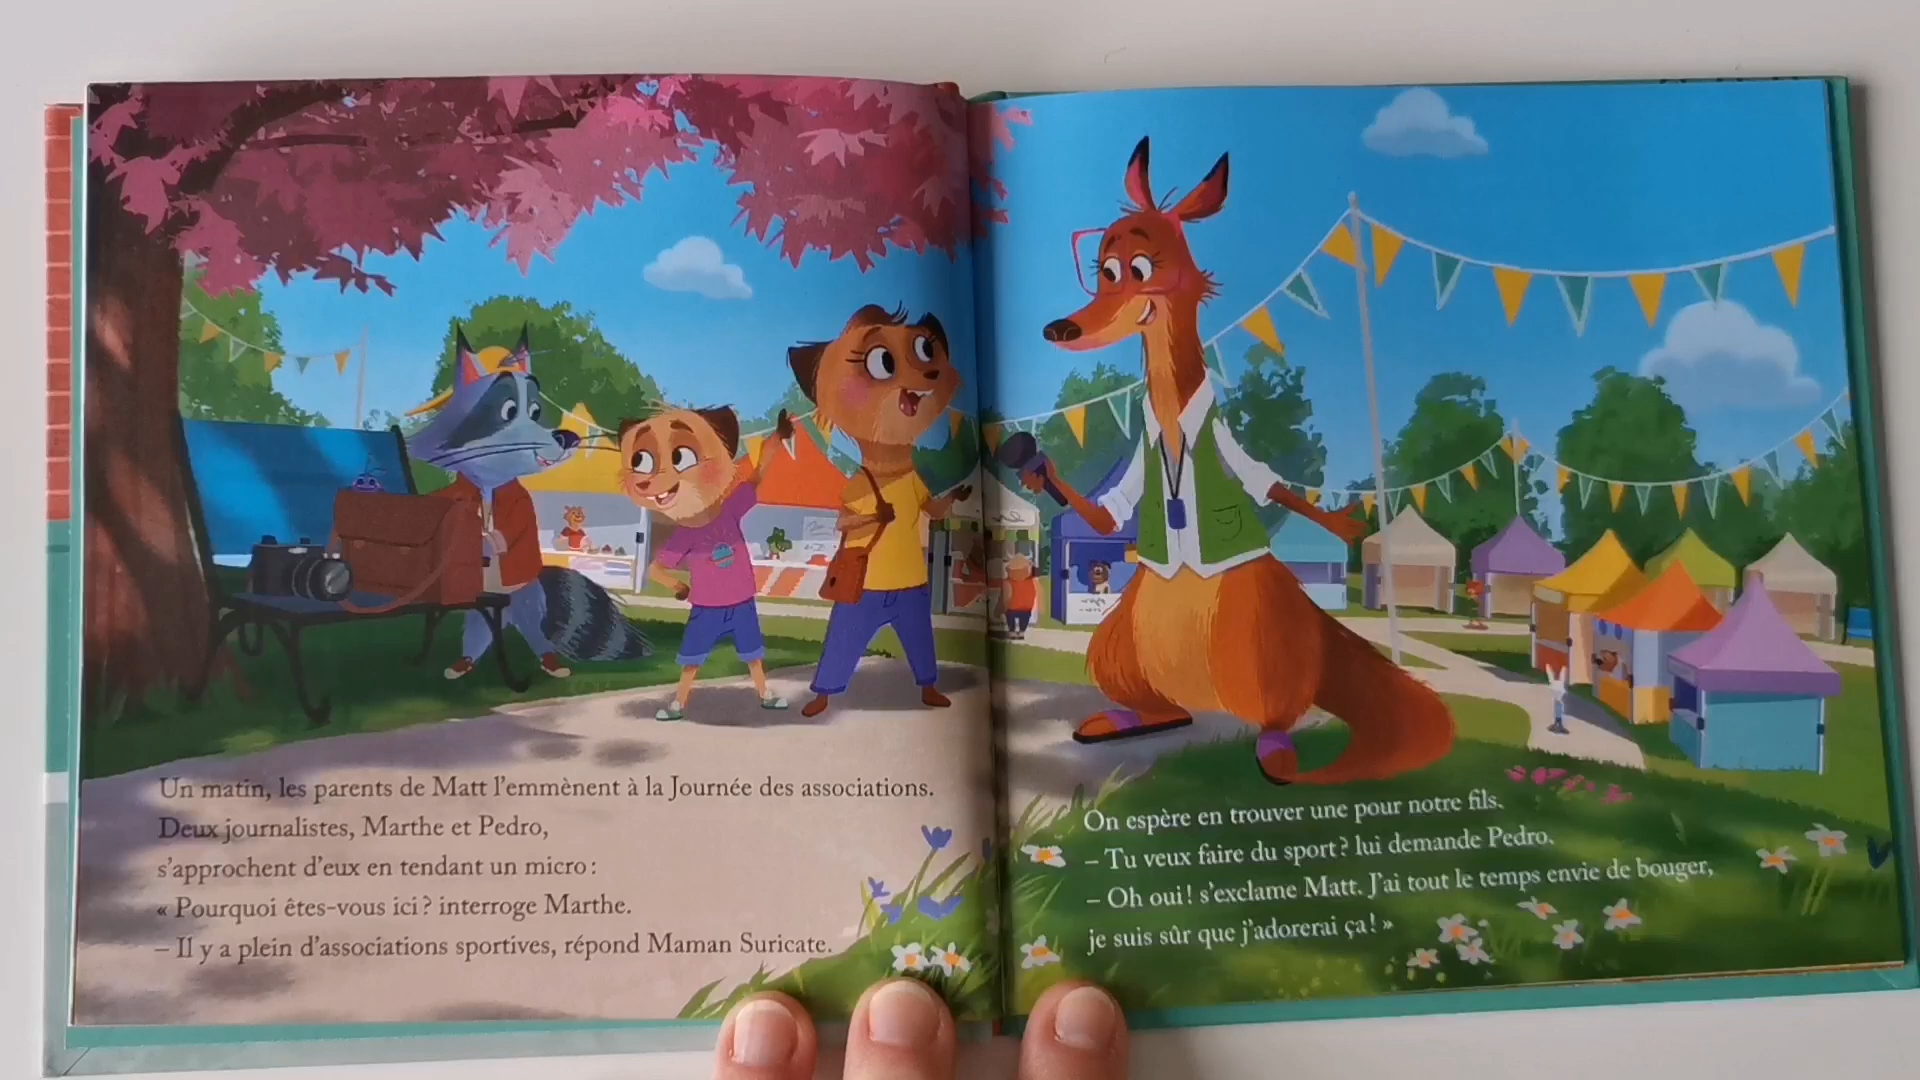 Un matin, les parents de Matt l'emmènent à la Journée des associations.
Deux journalistes, Marthe et Pedro,
s'approchent d'eux en tendant un micro :
« Pourquoi êtes-vous ici ? interroge Marthe.
– Il y a plein d'associations sportives, répond Maman Suricate.
On espère en trouver une pour notre fils.
– Tu veux faire du sport ? lui demande Pedro.
– Oh oui ! s'exclame Matt. J'ai tout le temps envie de bouger,
je suis sûr que j'adorerai ça ! »